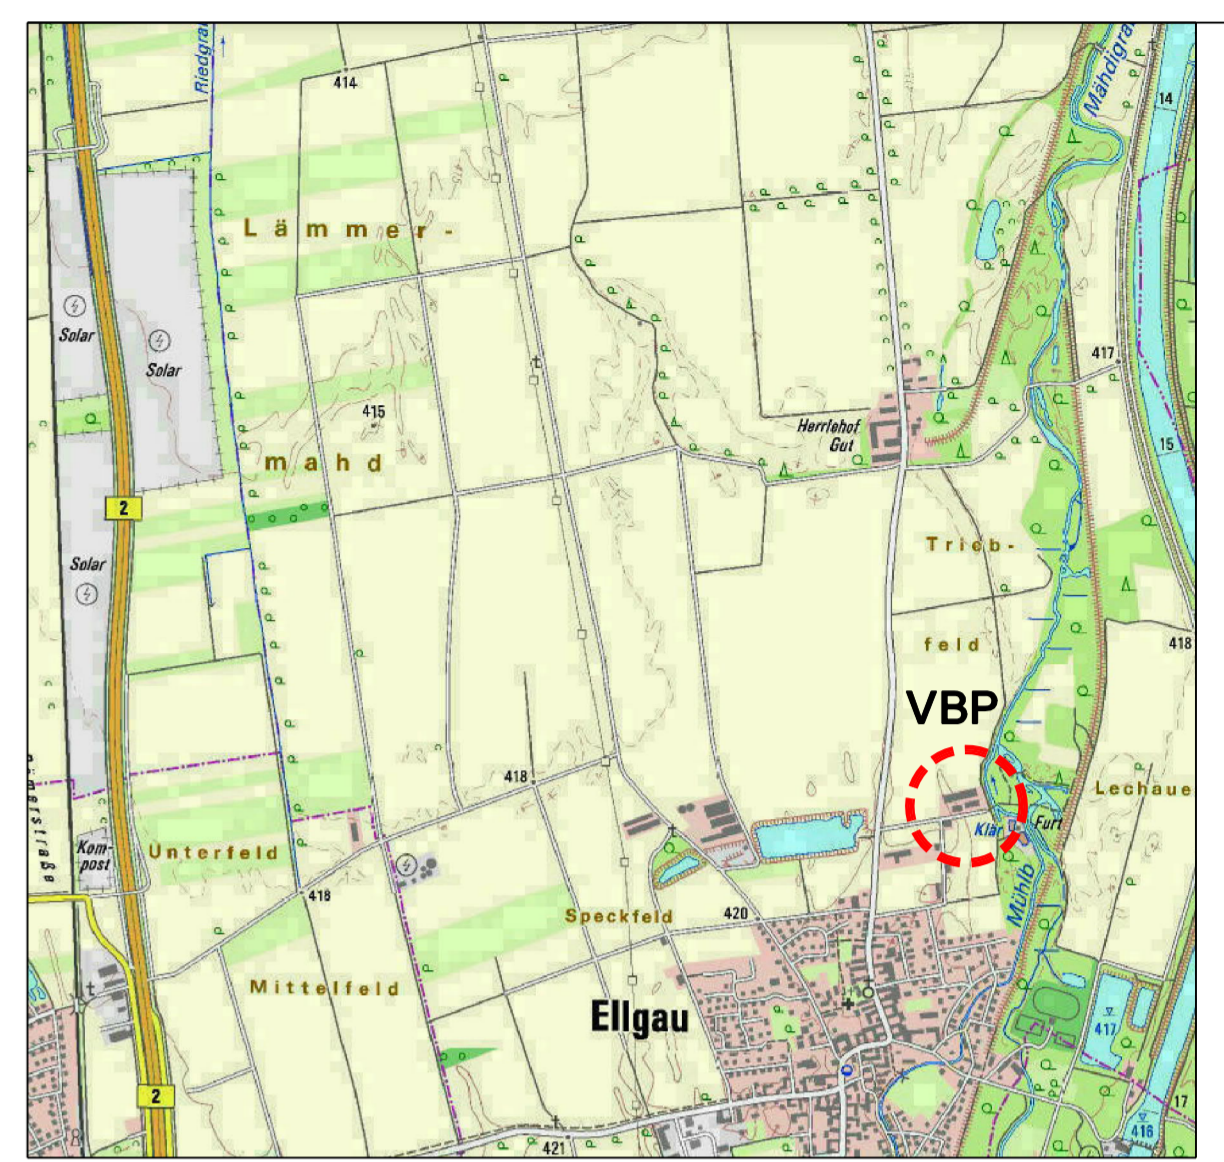 Mähdigra
Riedgra
14
414
Lämmer-
Solar
Solar
417
415
Herrlehof
Gut
15
mahd
2
Trieb-
Solar
feld
418
VBP
418
Lechaue
Klär
Furt
Kom-
post
Unterfeld
Mühlb
418
Speckfeld
420
Mittelfeld
Ellgau
417
2
17
416
421